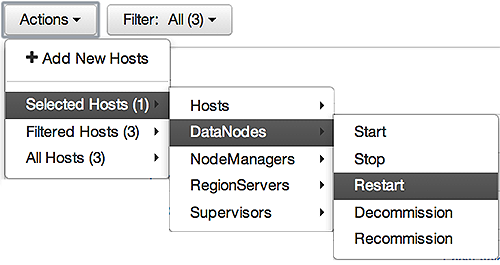 Actions
Filter: All (3)
+ Add New Hosts
Selected Hosts (1)
Filtered Hosts (3)
All Hosts (3)
Hosts
DataNodes
NodeManagers
RegionServers
Supervisors
Start
Stop
Restart
Decommission
Recommission